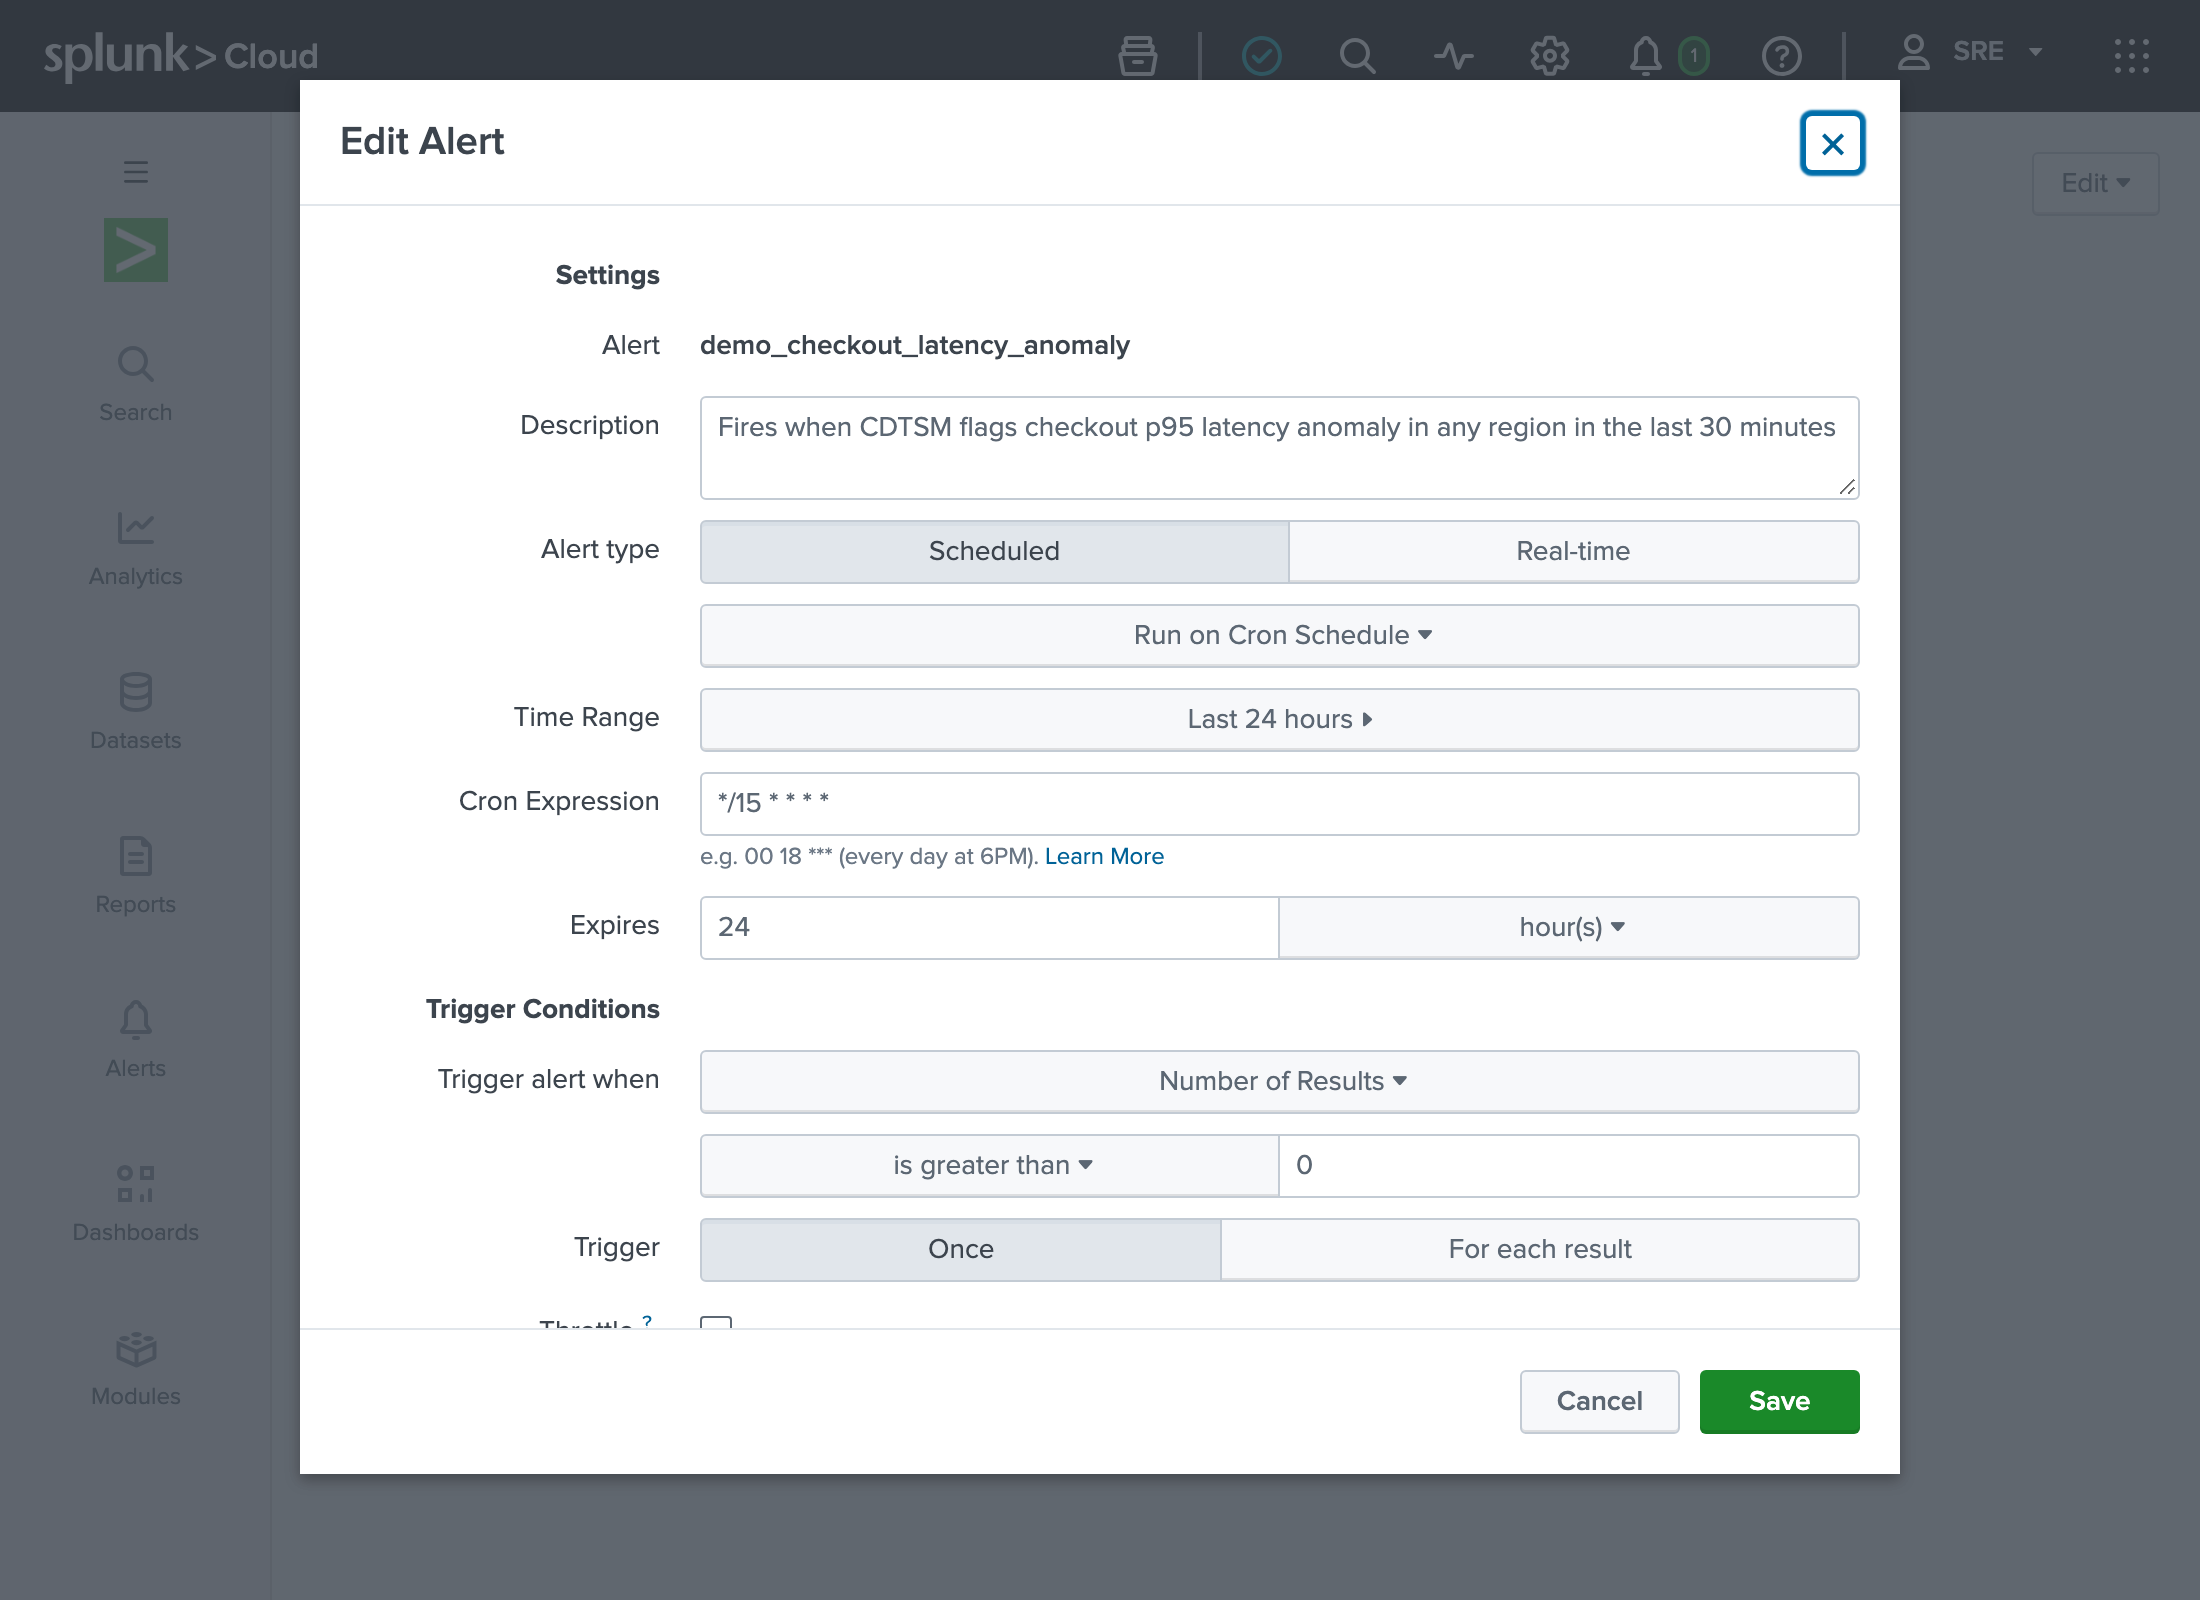 splunk> Cloud
1
SRE
Edit Alert
Edit
Settings
Alert demo_checkout_latency_anomaly
Description Fires when CDTSM flags checkout p95 latency anomaly in any region in the last 30 minutes
Alert type Scheduled Real-time
Run on Cron Schedule
Time Range Last 24 hours
Cron Expression */15 * * * *
e.g. 00 18 *** (every day at 6PM). Learn More
Expires 24 hour(s)
Trigger Conditions
Trigger alert when Number of Results
is greater than 0
Trigger Once For each result
Throttle ?
Cancel Save
Search
Analytics
Datasets
Reports
Alerts
Dashboards
Modules